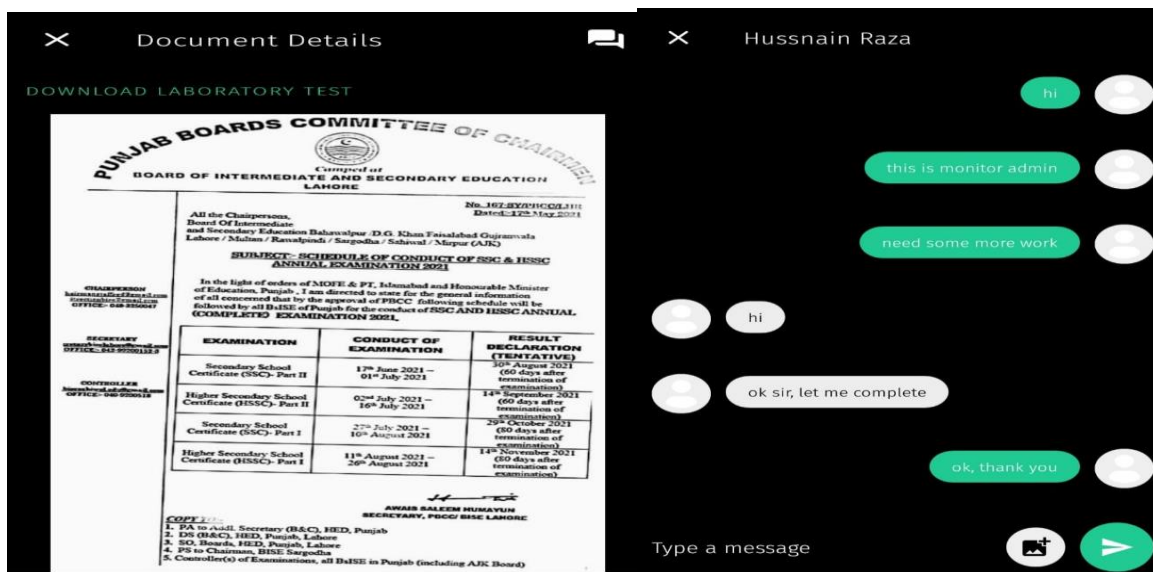 Document Details
DOWNLOAD LABORATORY TEST
PUNJAB BOARDS COMMITTEE OF CHAIRMEN
Camped at
BOARD OF INTERMEDIATE AND SECONDARY EDUCATION
LAHORE
Dated:-17th May 2021
All the Chairpersons,
Board Of Intermediate
and Secondary Education Bahawalpur /D.G. Khan Faisalabad Gujranwala
Lahore / Multan / Rawalpindi / Sargodha / Sahiwal / Mirpur (AJK)
SUBJECT:- SCHEDULE OF CONDUCT OF SSC & HSSC
ANNUAL EXAMINATION 2021
In the light of orders of MOFE & PT, Islamabad and Honourable Minister
of Education, Punjab , I am directed to state for the general information
of all concerned that by the approval of PBCC following schedule will be
followed by all BsISE of Punjab for the conduct of SSC AND HSSC ANNUAL
(COMPLETE) EXAMINATION 2021.
CHAIRPERSON
OFFICE:-
SECRETARY
OFFICE:-
CONTROLLER
OFFICE:-
EXAMINATION
CONDUCT OF
EXAMINATION
RESULT
DECLARATION
(TENTATIVE)
Secondary School
Certificate (SSC)- Part II
17th June 2021 –
01st July 2021
30th August 2021
(60 days after
termination of
examination)
Higher Secondary School
Certificate (HSSC)- Part II
02nd July 2021 –
16th July 2021
14th September 2021
(60 days after
termination of
examination)
Secondary School
Certificate (SSC)- Part I
27th July 2021 –
10th August 2021
29th October 2021
(80 days after
termination of
examination)
Higher Secondary School
Certificate (HSSC)- Part I
11th August 2021 –
26th August 2021
14th November 2021
(80 days after
termination of
examination)
AWAIS SALEEM HUMAYUN
SECRETARY, PBCC/ BISE LAHORE
COPY
1. PA to Addl. Secretary (B&C), HED, Punjab
2. DS (B&C), HED, Punjab, Lahore
3. SO, Boards, HED, Punjab, Lahore
4. PS to Chairman, BISE Sargodha
5. Controller(s) of Examinations, all BsISE in Punjab (including AJK Board)
Hussnain Raza
hi
this is monitor admin
need some more work
hi
ok sir, let me complete
ok, thank you
Type a message